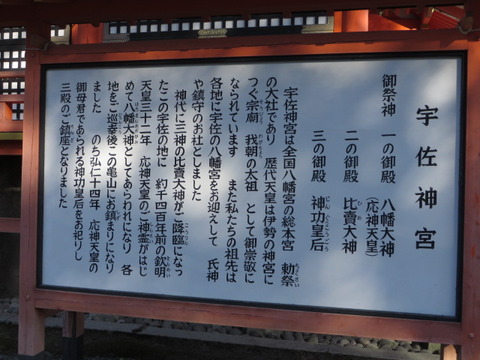 宇佐神宮
御祭神 一の御殿 八幡大神
（応神天皇）
二の御殿 比賣大神
三の御殿 神功皇后
宇佐神宮は全国八幡宮の総本宮 勅祭
の大社であり 歴代天皇は伊勢の神宮に
つぐ宗廟 我朝の太祖 として御崇敬に
なられています また私たちの祖先は
各地に宇佐の八幡宮をお迎えして 氏神
や鎮守のお社としました
神代に三神の比賣大神がご降臨になっ
たこの宇佐の地に 約千四百年前の欽明
天皇三十二年 応神天皇のご神霊がはじ
めて八幡大神としてあらわれになり 各
地をご巡幸後この亀山にお鎮まりになり
ました のち弘仁十四年 応神天皇の
御母君であられる神功皇后をお祀りし
三殿のご鎮座となりました